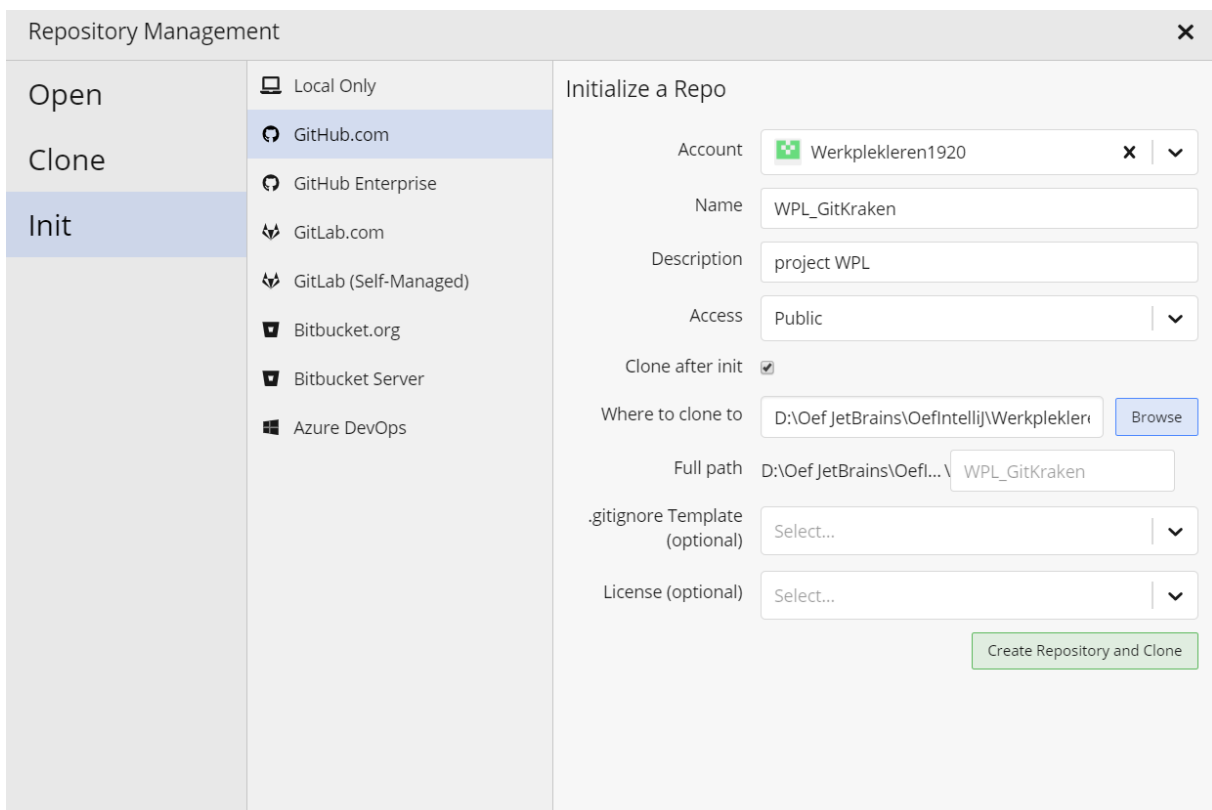 Repository Management
Open
Clone
Init
Local Only
GitHub.com
GitHub Enterprise
GitLab.com
GitLab (Self-Managed)
Bitbucket.org
Bitbucket Server
Azure DevOps
Initialize a Repo
Account Werkplekleren1920
Name WPL_GitKraken
Description project WPL
Access Public
Clone after init
Where to clone to D:\Oef JetBrains\OefIntelliJ\Werkplekler Browse
Full path D:\Oef JetBrains\OefI... \ WPL_GitKraken
.gitignore Template
(optional) Select...
License (optional) Select...
Create Repository and Clone